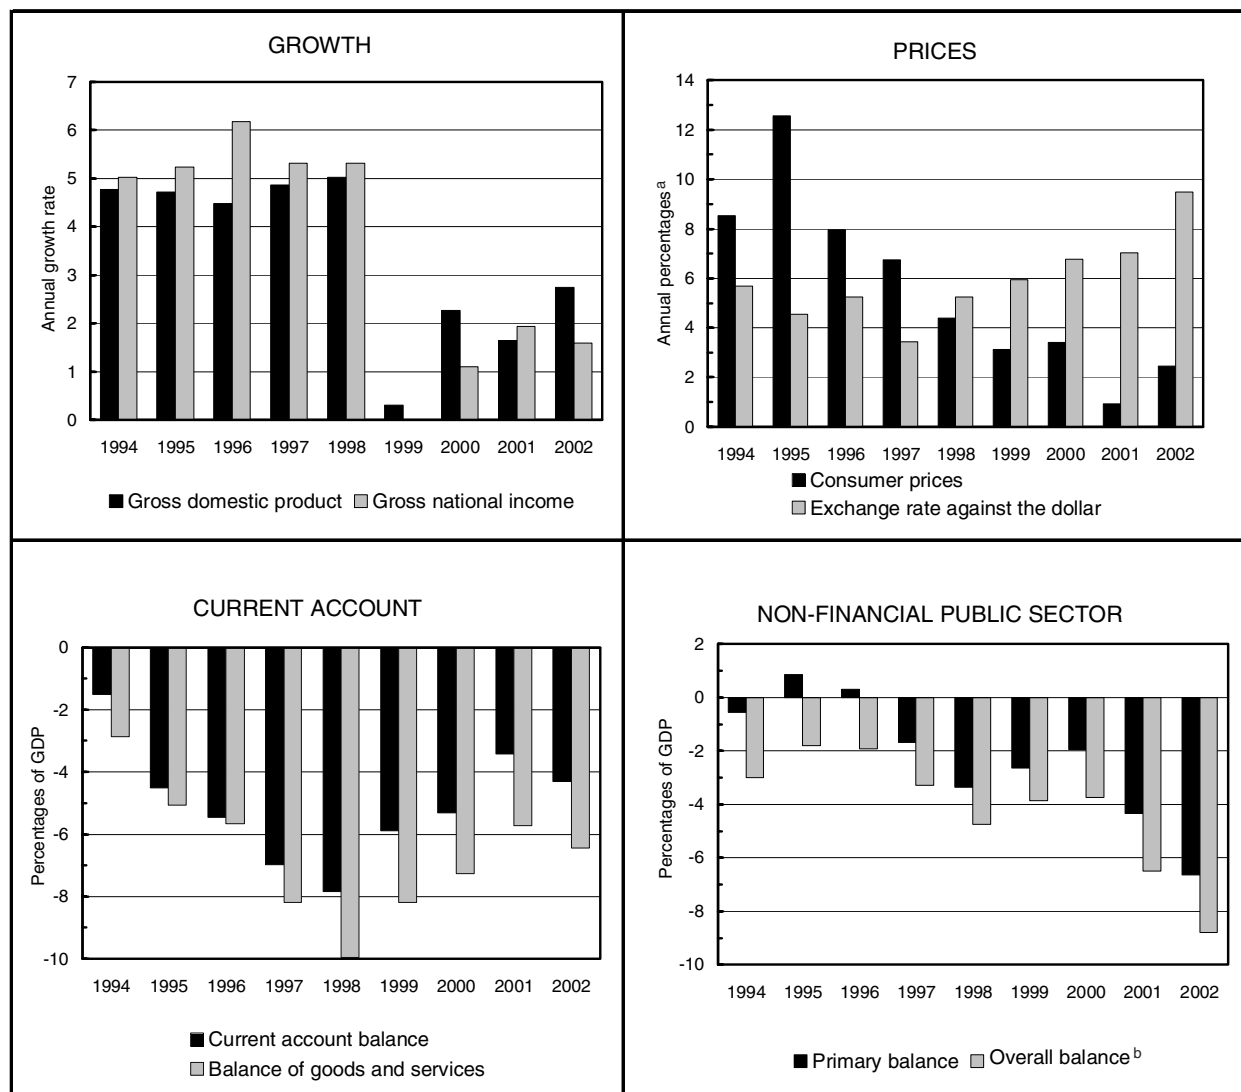 GROWTH
Annual growth rate
7
6
5
4
3
2
1
0
1994 1995 1996 1997 1998 1999 2000 2001 2002
Gross domestic product Gross national income
PRICES
Annual percentages a
14
12
10
8
6
4
2
0
1994 1995 1996 1997 1998 1999 2000 2001 2002
Consumer prices
Exchange rate against the dollar
CURRENT ACCOUNT
Percentages of GDP
0
-2
-4
-6
-8
-10
1994 1995 1996 1997 1998 1999 2000 2001 2002
Current account balance
Balance of goods and services
NON-FINANCIAL PUBLIC SECTOR
Percentages of GDP
2
0
-2
-4
-6
-8
-10
1994 1995 1996 1997 1998 1999 2000 2001 2002
Primary balance Overall balance b